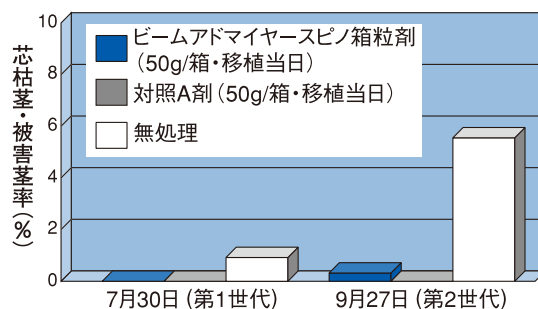 芯枯茎・被害茎率(%)
10
8
6
4
2
0
ビームアドマイヤースピノ箱粒剤
(50g/箱・移植当日)
対照A剤(50g/箱・移植当日)
無処理
7月30日(第1世代)
9月27日(第2世代)